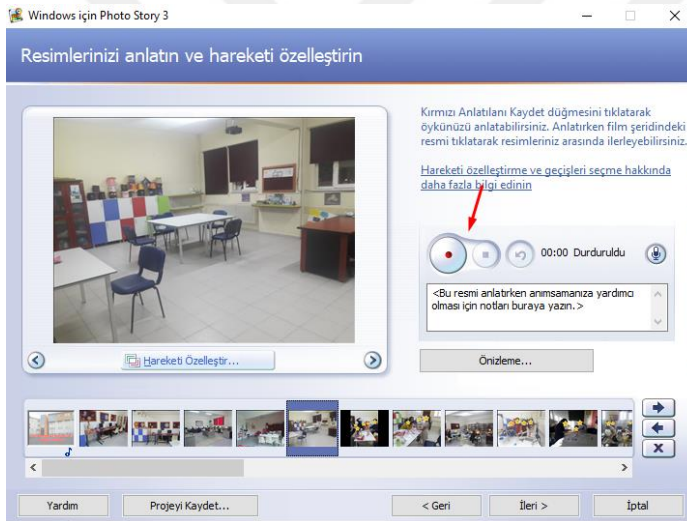 Windows için Photo Story 3
Resimlerinizi anlatın ve hareketi özelleştirin
Kırmızı Anlatılanı Kaydet düğmesini tıklatarak
öykünüzü anlatabilirsiniz. Anlatırken film şeridindeki
resmi tıklatarak resimleriniz arasında ilerleyebilirsiniz.
Hareketi özelleştirme ve geçişleri seçme hakkında
daha fazla bilgi edinin
00:00 Durduruldu
<Bu resmi anlatırken anımsamanıza yardımcı
olması için notları buraya yazın.>
Hareketi Özelleştir...
Önizleme...
Yardım
Projeyi Kaydet...
< Geri
İleri >
İptal